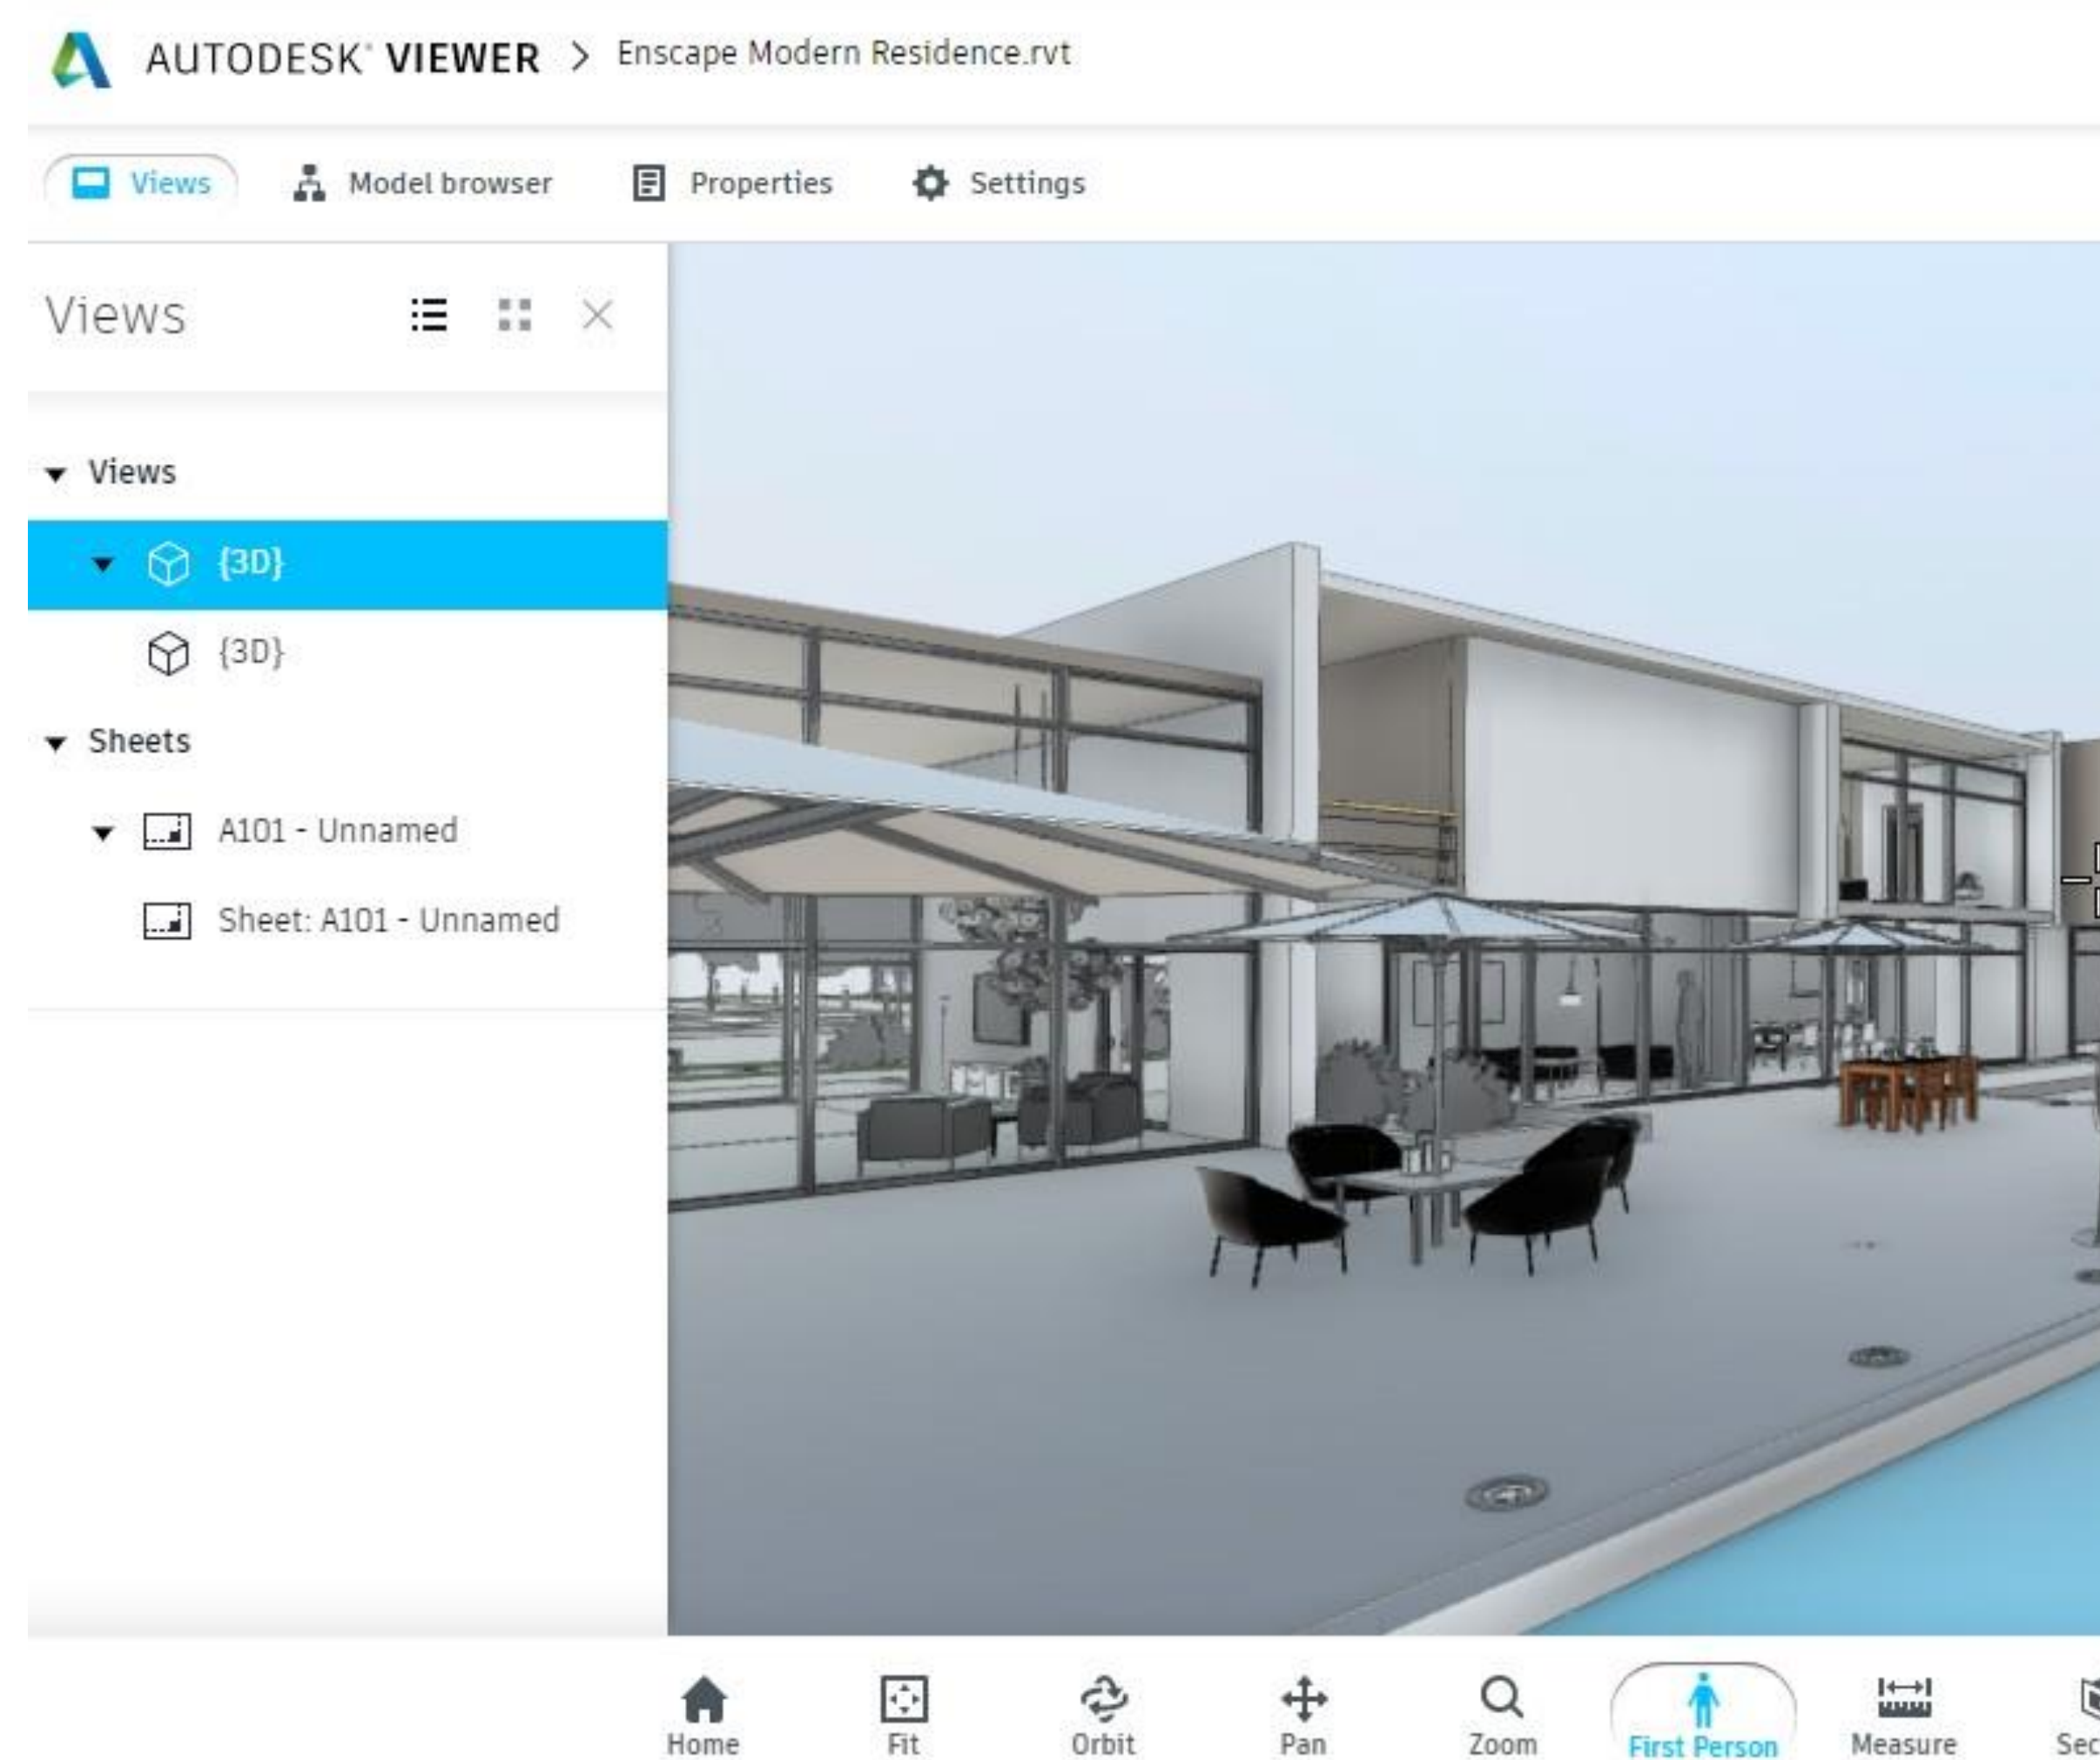 AUTODESK® VIEWER > Enscape Modern Residence.rvt
Views Model browser Properties Settings
Views
Views
{3D}
{3D}
Sheets
A101 - Unnamed
Sheet: A101 - Unnamed
Home Fit Orbit Pan Zoom First Person Measure